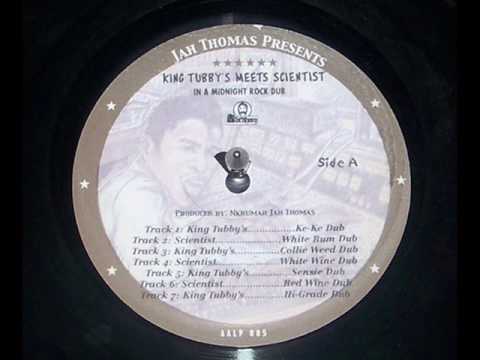 Jah Thomas Presents
King Tubby's Meets Scientist
In a Midnight Rock Dub
Side A
Producer by: Nkrumah Jah Thomas
Track 1: King Tubby's...............Ke-Ke Dub
Track 2: Scientist.....................White Rum Dub
Track 3: King Tubby's..........Collie Weed Dub
Track 4: Scientist..................White Wine Dub
Track 5: King Tubby's.............Sensie Dub
Track 6: Scientist...................Red Wine Dub
Track 7: King Tubby's.............Hi-Grade Dub
AALP 005